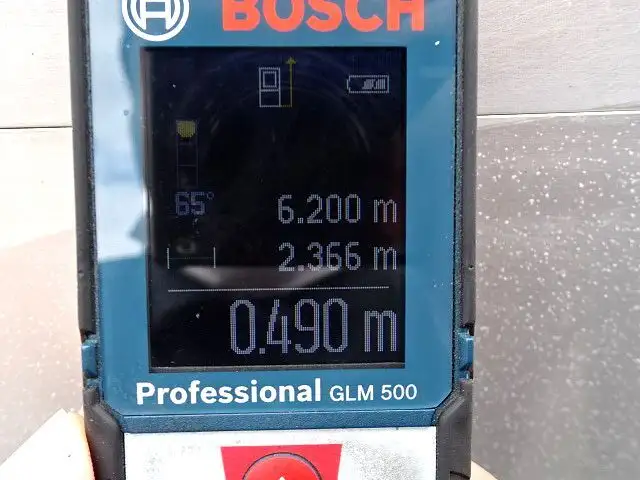 BOSCH
65° 6.200 m
2.366 m
0.490 m
Professional GLM 500